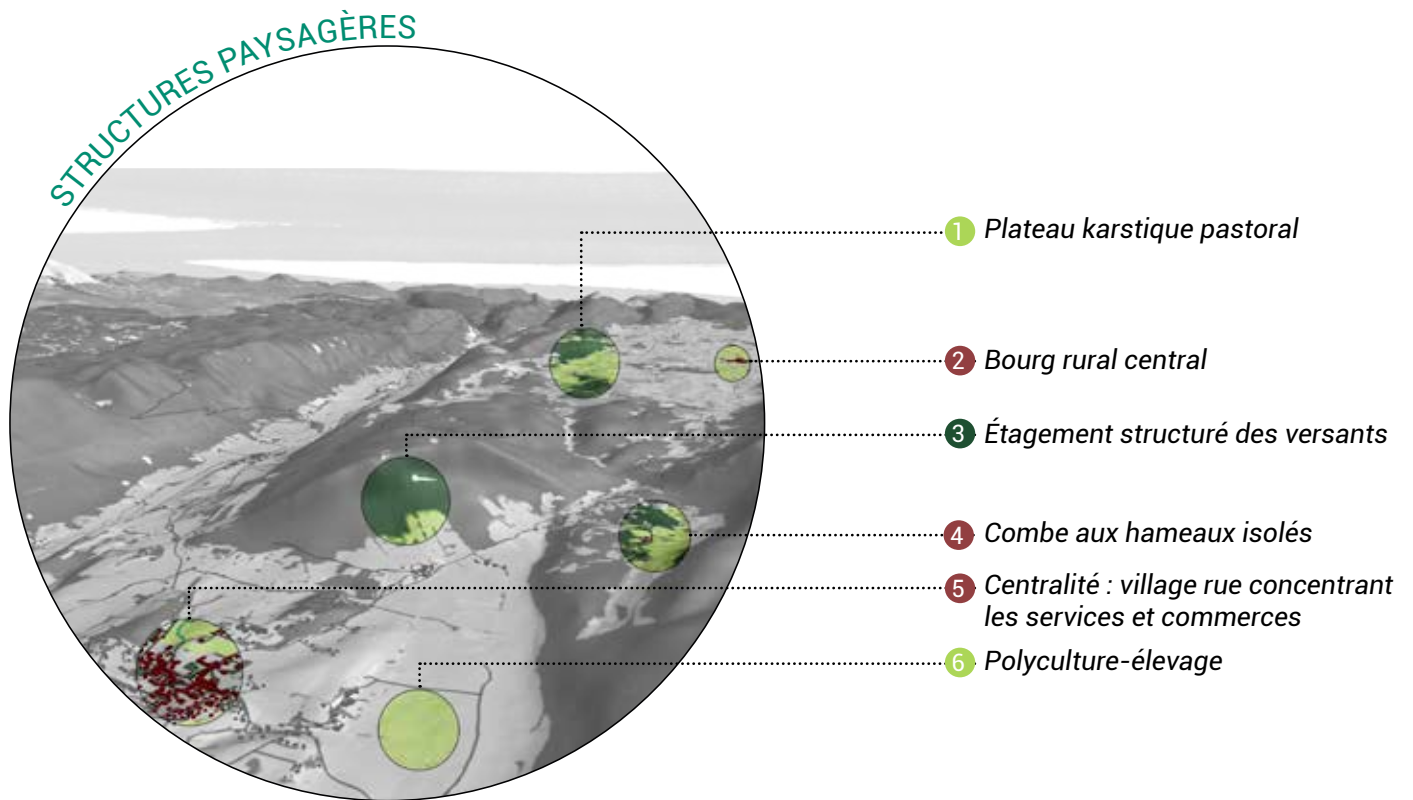 STRUCTURES PAYSAGÈRES
1 Plateau karstique pastoral
2 Bourg rural central
3 Étagement structuré des versants
4 Combe aux hameaux isolés
5 Centralité : village rue concentrant
les services et commerces
6 Polyculture-élevage